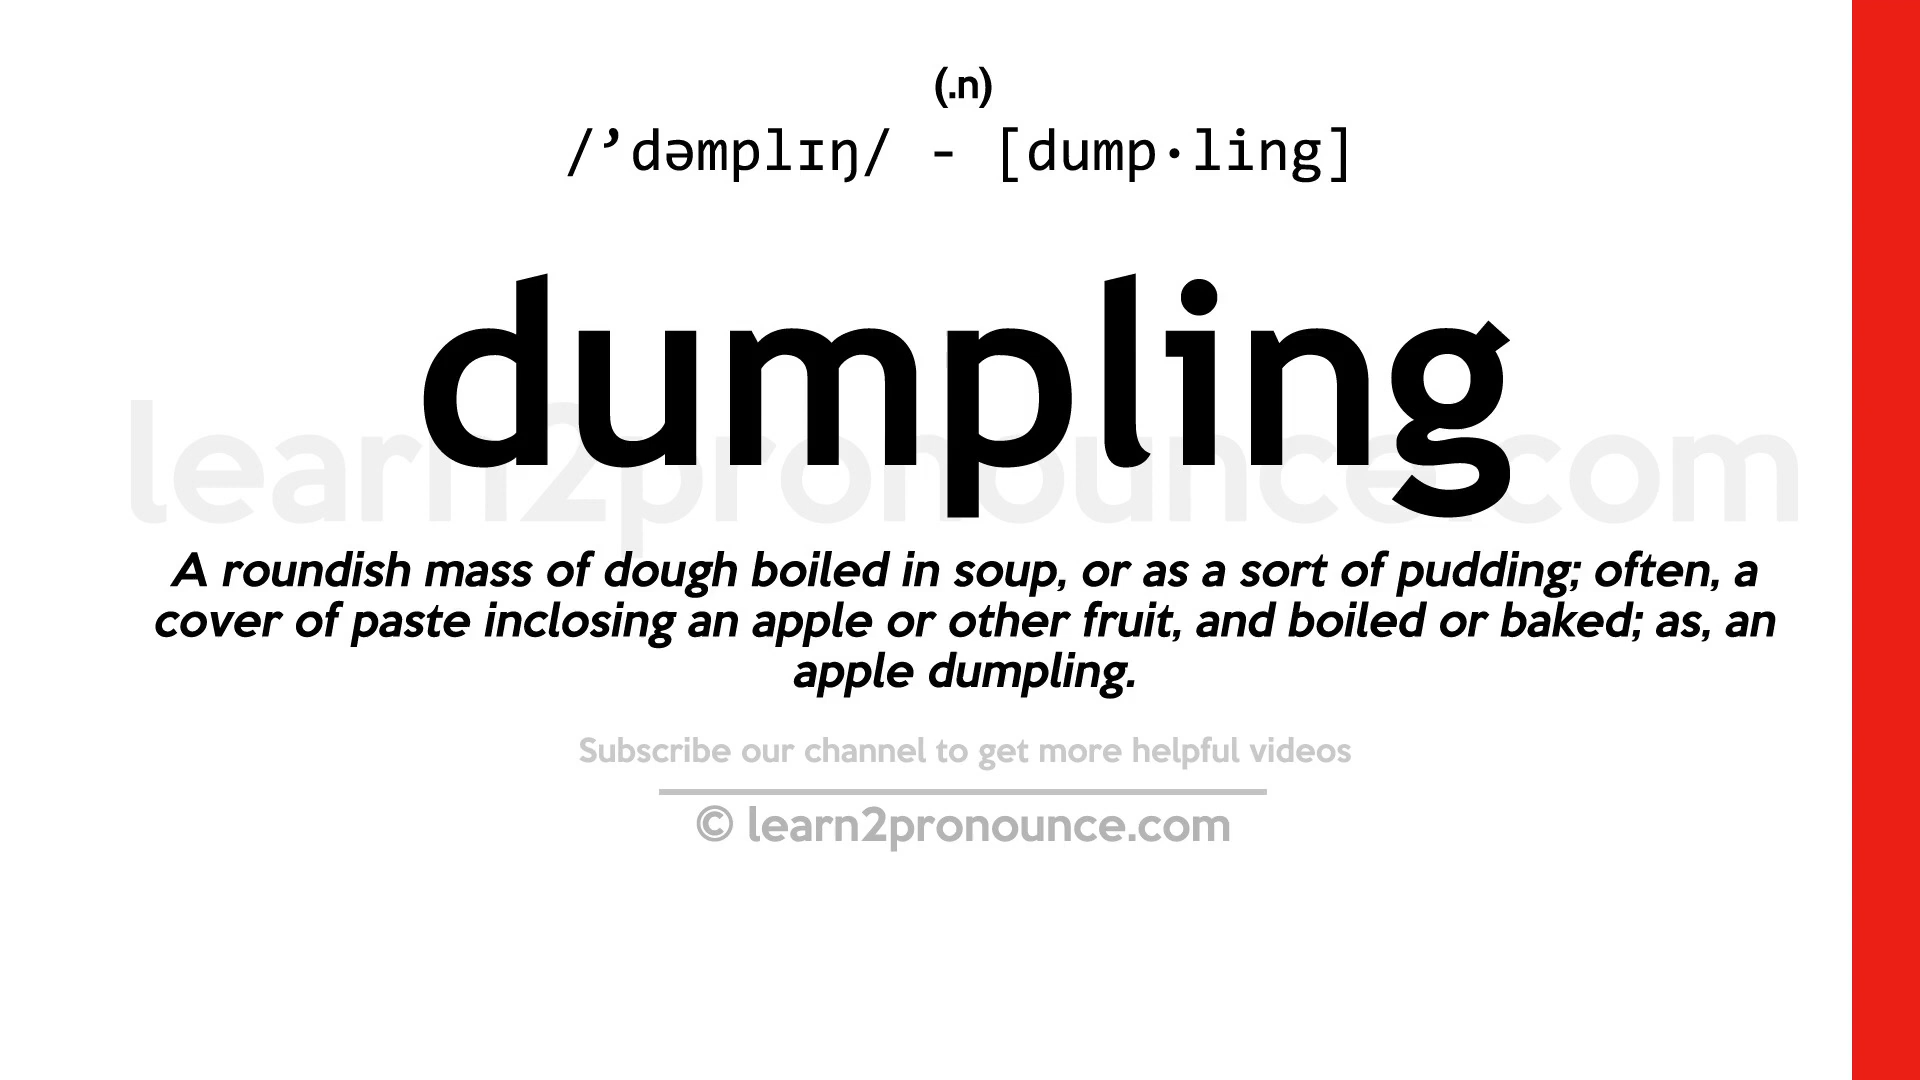 (.n)
/’dəmplɪŋ/ - [dump·ling]
dumpling
learn2pronounce.com
A roundish mass of dough boiled in soup, or as a sort of pudding; often, a
cover of paste inclosing an apple or other fruit, and boiled or baked; as, an
apple dumpling.
Subscribe our channel to get more helpful videos
© learn2pronounce.com